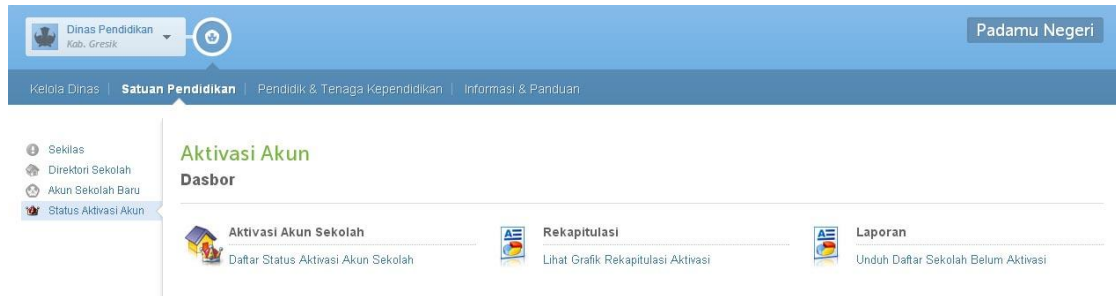 Dinas Pendidikan
Kab. Gresik
Padamu Negeri
Kelola Dinas | Satuan Pendidikan | Pendidik & Tenaga Kependidikan | Informasi & Panduan
Sekilas
Direktori Sekolah
Akun Sekolah Baru
Status Aktivasi Akun
Aktivasi Akun
Dasbor
Aktivasi Akun Sekolah
Daftar Status Aktivasi Akun Sekolah
Rekapitulasi
Lihat Grafik Rekapitulasi Aktivasi
Laporan
Unduh Daftar Sekolah Belum Aktivasi